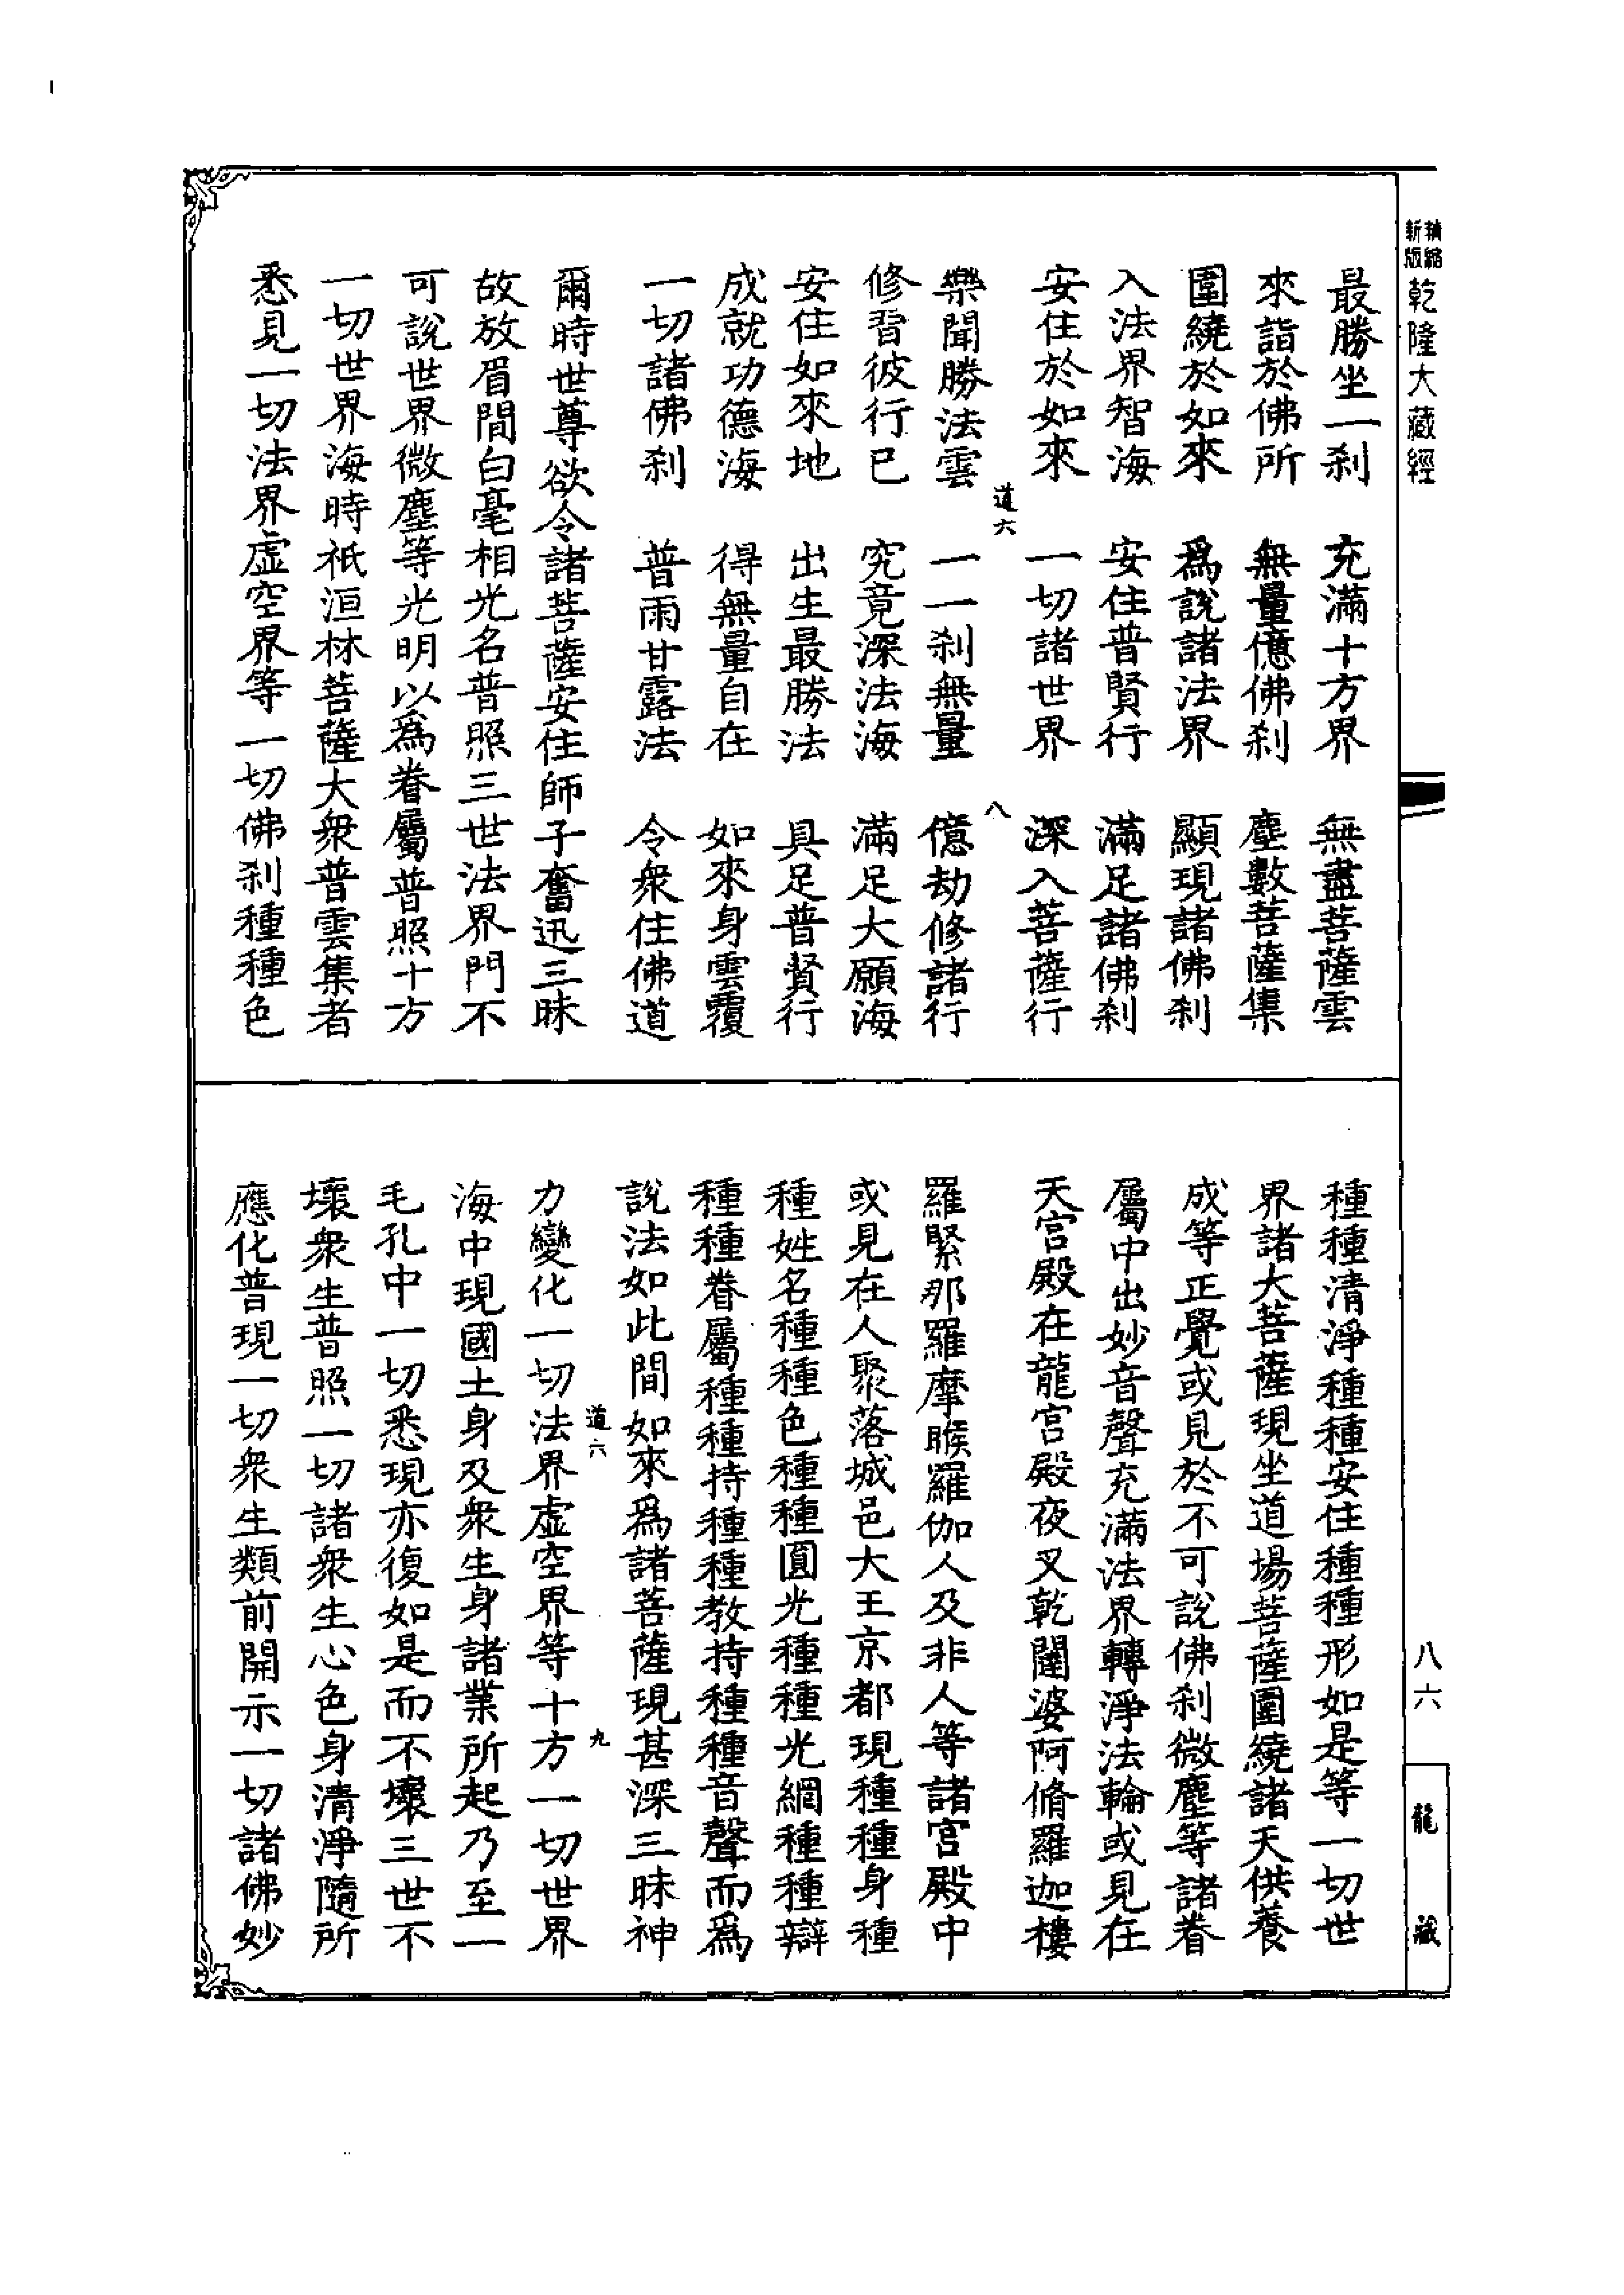 精縮新版乾隆大藏經
最勝坐一刹 充滿十方界 無盡菩薩雲
來詣於佛所 無量億佛刹 塵數菩薩集
圍繞於如來 爲說諸法界 顯現諸佛刹
入法界智海 安住普賢行 滿足諸佛刹
安住於如來 一切諸世界 深入菩薩行
道六 八
樂聞勝法雲 一一刹無量 億劫修諸行
修習彼行已 究竟深法海 滿足大願海
安住如來地 出生最勝法 具足普賢行
成就功德海 得無量自在 如來身雲覆
一切諸佛刹 普雨甘露法 令衆住佛道
爾時世尊欲令諸菩薩安住師子奮迅三昧
故放眉間白毫相光名普照三世法界門不
可說世界微塵等光明以爲眷屬普照十方
一切世界海時祇洹林菩薩大衆普雲集者
悉見一切法界虛空界等一切佛刹種種色
種種清淨種種安住種種形如是等一切世
界諸大菩薩現坐道場菩薩圍繞諸天供養
成等正覺或見於不可說佛刹微塵等諸眷
屬中出妙音聲充滿法界轉淨法輪或見在
天宮殿在龍宮殿夜叉乾闥婆阿脩羅迦樓
羅緊那羅摩睺羅伽人及非人等諸宮殿中
或見在人聚落城邑大王京都現種種身種
種姓名種種色種種圓光種種光網種種辯
種種眷屬種種持種種教持種種音聲而爲
說法如此間如來爲諸菩薩現甚深三昧神
道六 九
力變化一切法界虛空界等十方一切世界
海中現國土身及衆生身諸業所起乃至一
毛孔中一切悉現亦復如是而不壞三世不
壞衆生普照一切諸衆生心色身清淨隨所
應化普現一切衆生類前開示一切諸佛妙
八六
龍藏